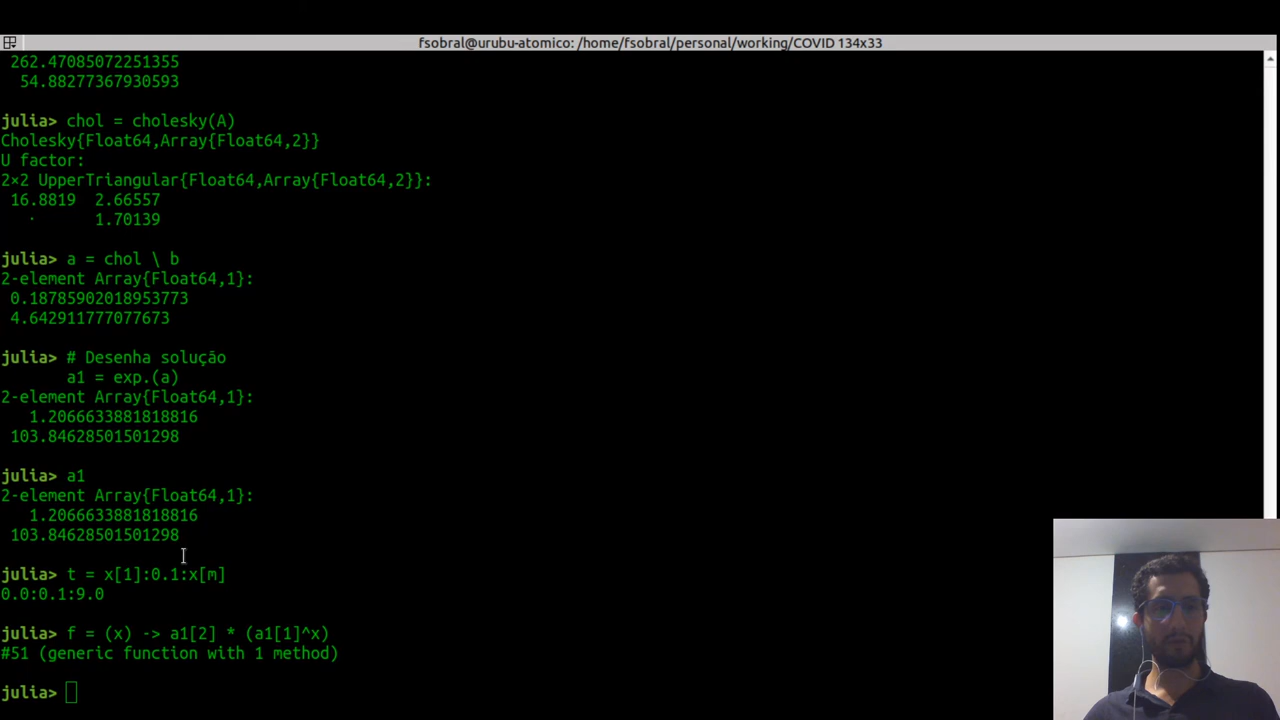 fsobral@urubu-atomico: /home/fsobral/personal/working/COVID 134x33
262.47085072251355
54.88277367930593
julia> chol = cholesky(A)
Cholesky{Float64,Array{Float64,2}}
U factor:
2×2 UpperTriangular{Float64,Array{Float64,2}}:
16.8819  2.66557
⋅       1.70139
julia> a = chol \ b
2-element Array{Float64,1}:
0.18785902018953773
4.642911777077673
julia> # Desenha solução
a1 = exp.(a)
2-element Array{Float64,1}:
1.2066633881818816
103.84628501501298
julia> a1
2-element Array{Float64,1}:
1.2066633881818816
103.84628501501298
julia> t = x[1]:0.1:x[m]
0.0:0.1:9.0
julia> f = (x) -> a1[2] * (a1[1]^x)
#51 (generic function with 1 method)
julia>